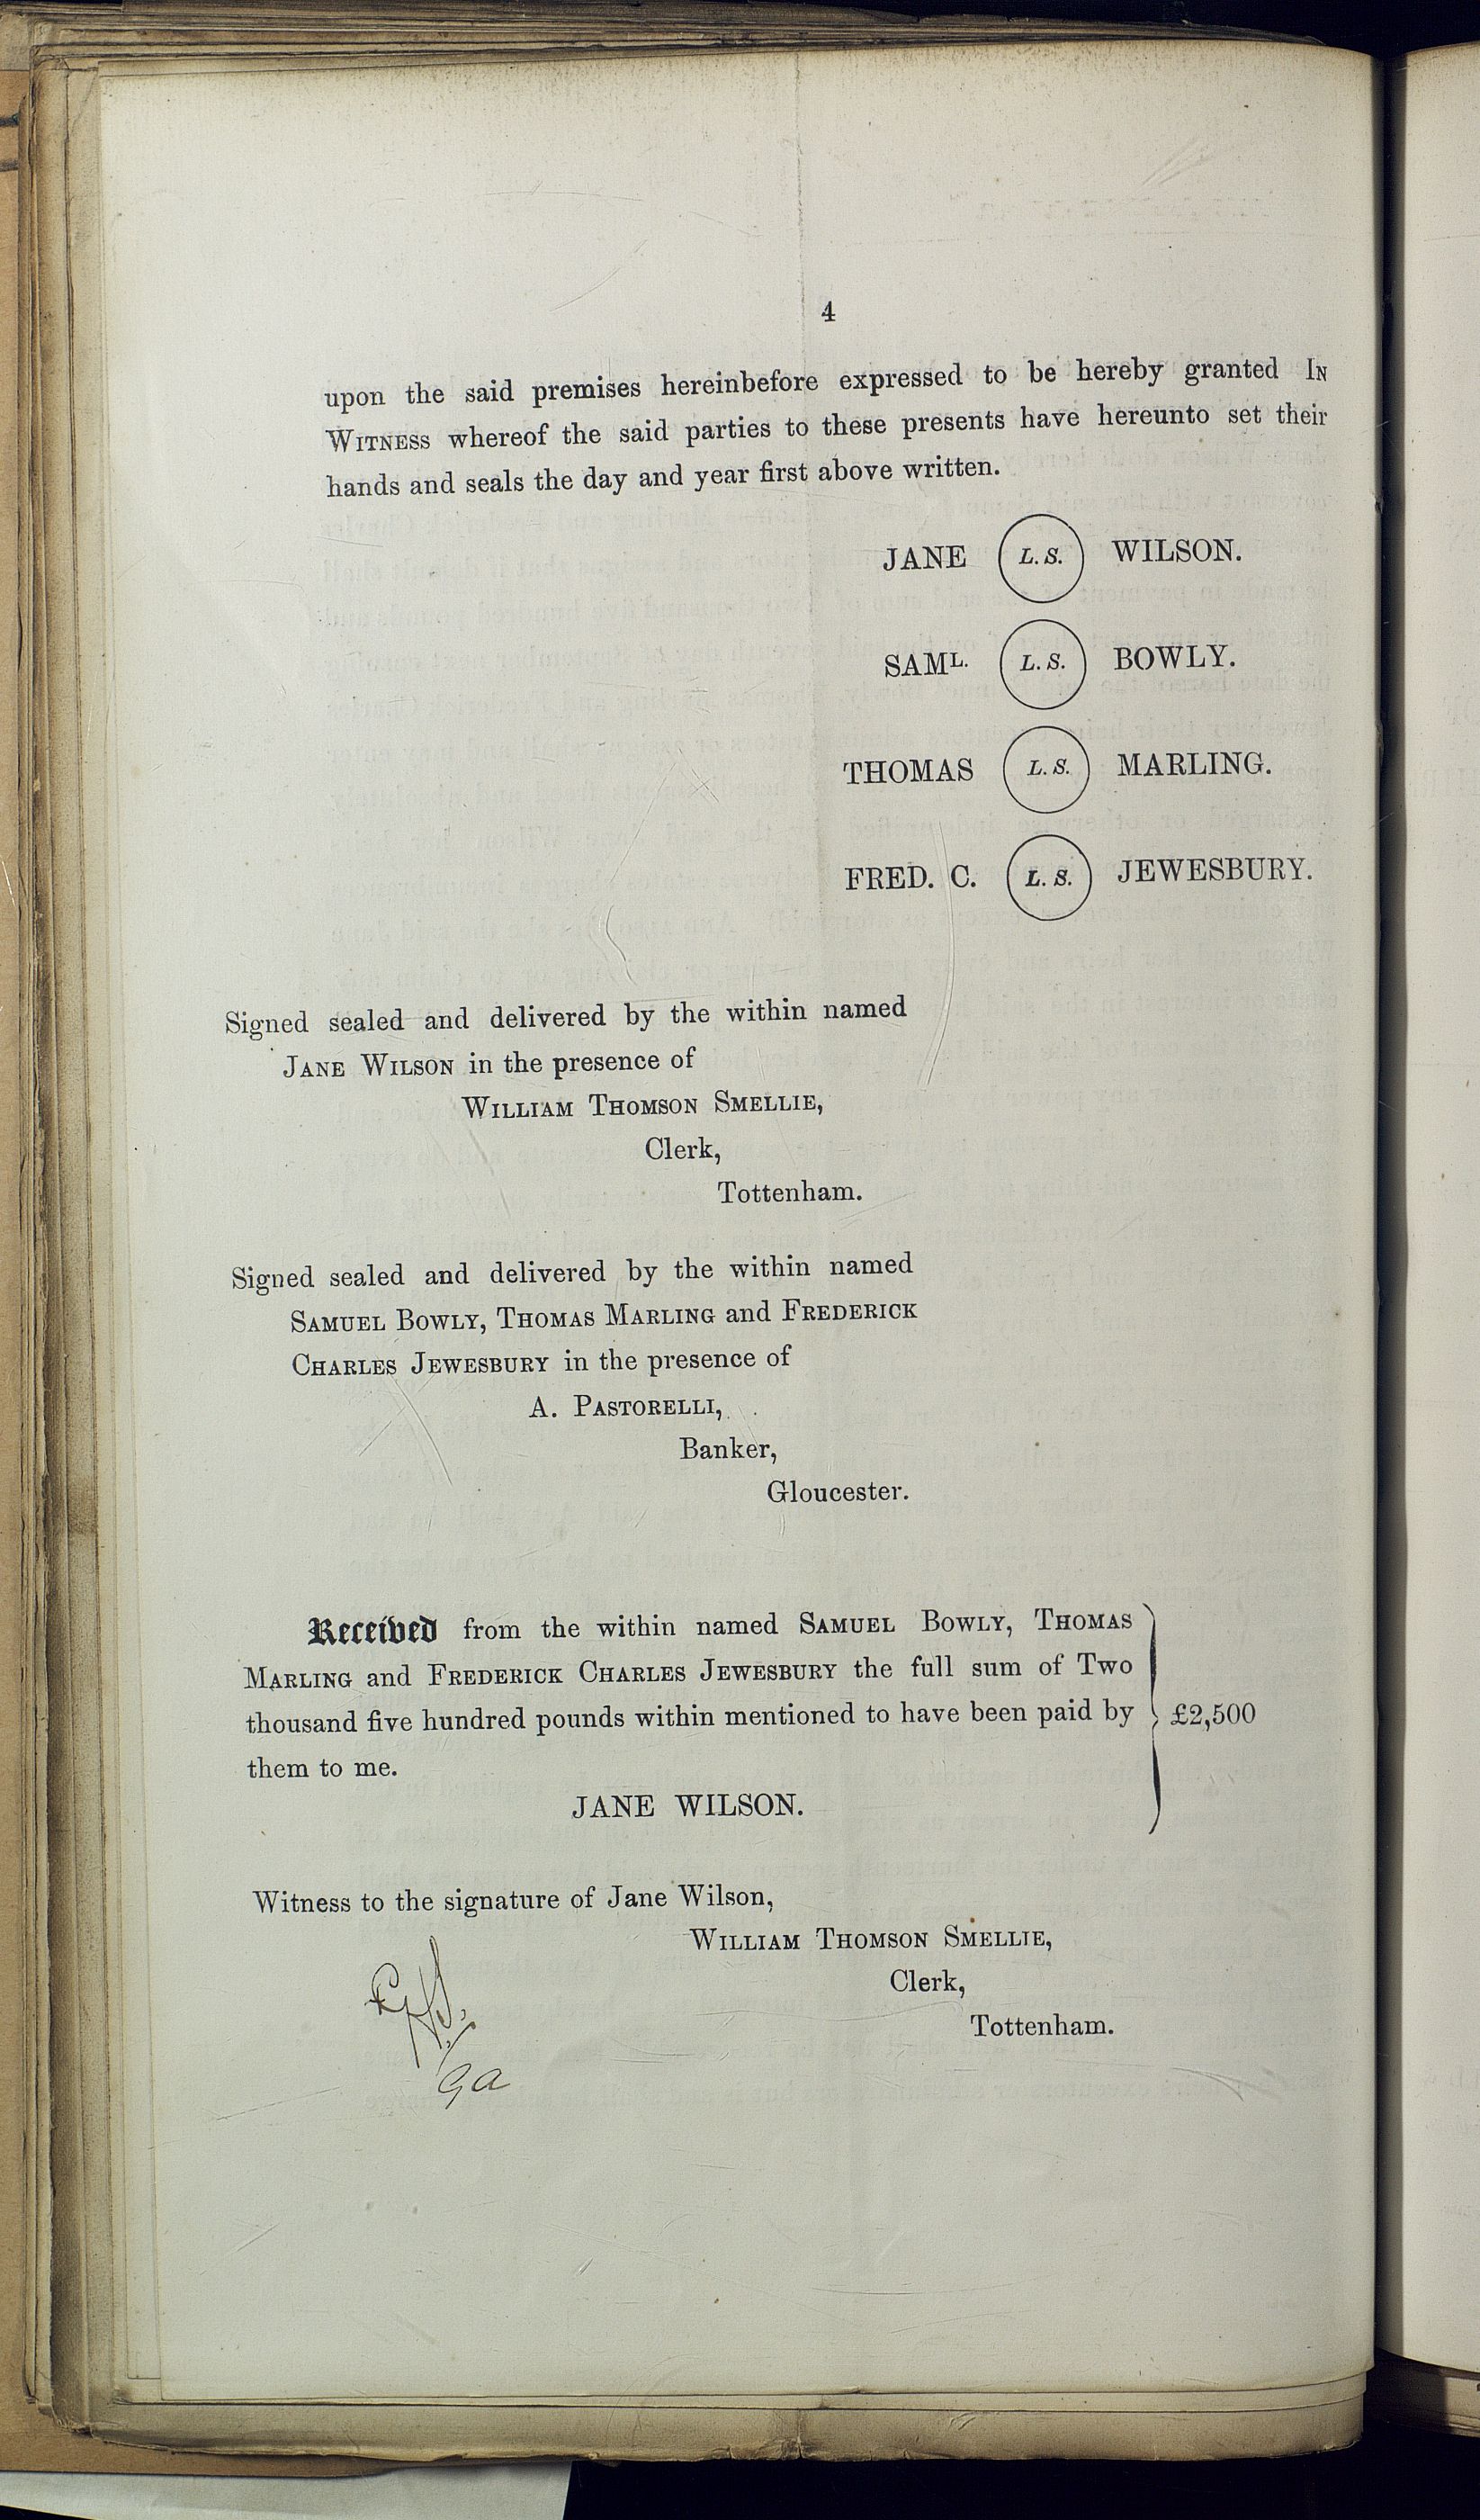 4
upon the said premises hereinbefore expressed to be hereby granted IN
WITNESS whereof the said parties to these presents have hereunto set their
hands and seals the day and year first above written.
JANE L. S. WILSON.
SAML. L. S. BOWLY.
THOMAS L. S. MARLING.
FRED. C. L. S. JEWESBURY.
Signed sealed and delivered by the within named
JANE WILSON in the presence of
WILLIAM THOMSON SMELLIE,
Clerk,
Tottenham.
Signed sealed and delivered by the within named
SAMUEL BOWLY, THOMAS MARLING and FREDERICK
CHARLES JEWESBURY in the presence of
A. PASTORELLI,
Banker,
Gloucester.
Received from the within named SAMUEL BOWLY, THOMAS
MARLING and FREDERICK CHARLES JEWESBURY the full sum of Two
thousand five hundred pounds within mentioned to have been paid by
them to me.
£2,500
JANE WILSON.
Witness to the signature of Jane Wilson,
WILLIAM THOMSON SMELLIE,
Clerk,
Tottenham.